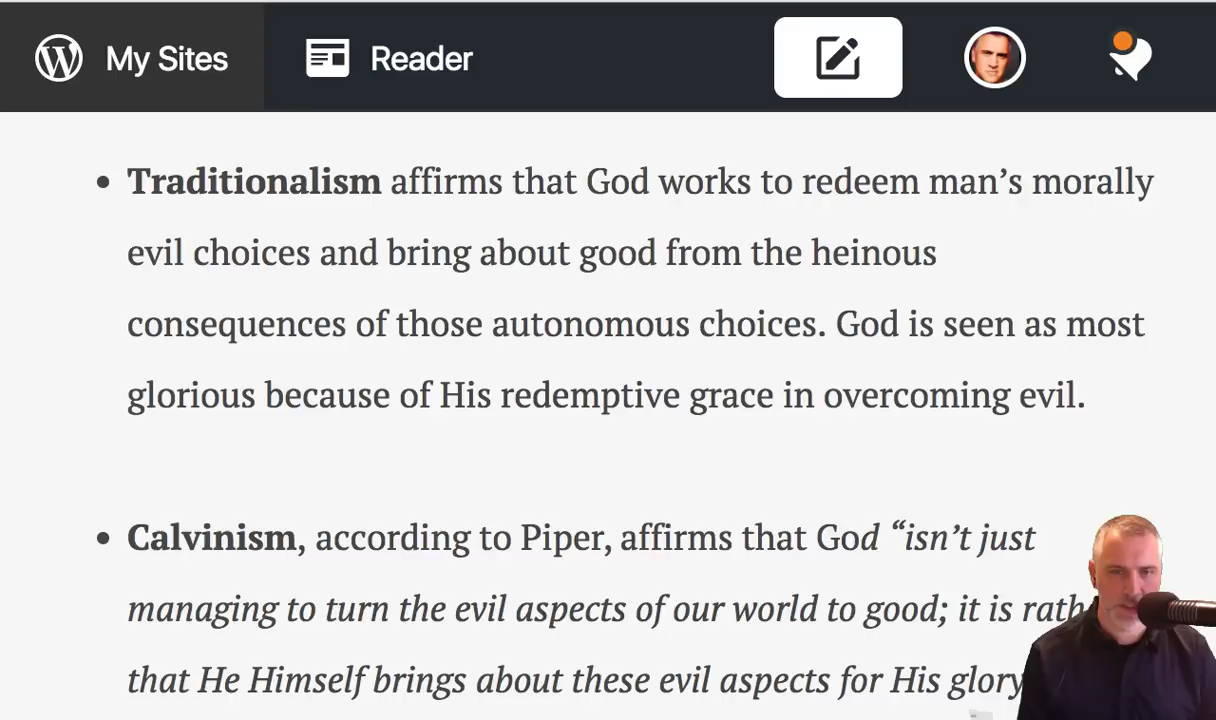 My Sites Reader
Traditionalism affirms that God works to redeem man’s morally
evil choices and bring about good from the heinous
consequences of those autonomous choices. God is seen as most
glorious because of His redemptive grace in overcoming evil.
Calvinism, according to Piper, affirms that God “isn’t just
managing to turn the evil aspects of our world to good; it is
that He Himself brings about these evil aspects for His glory